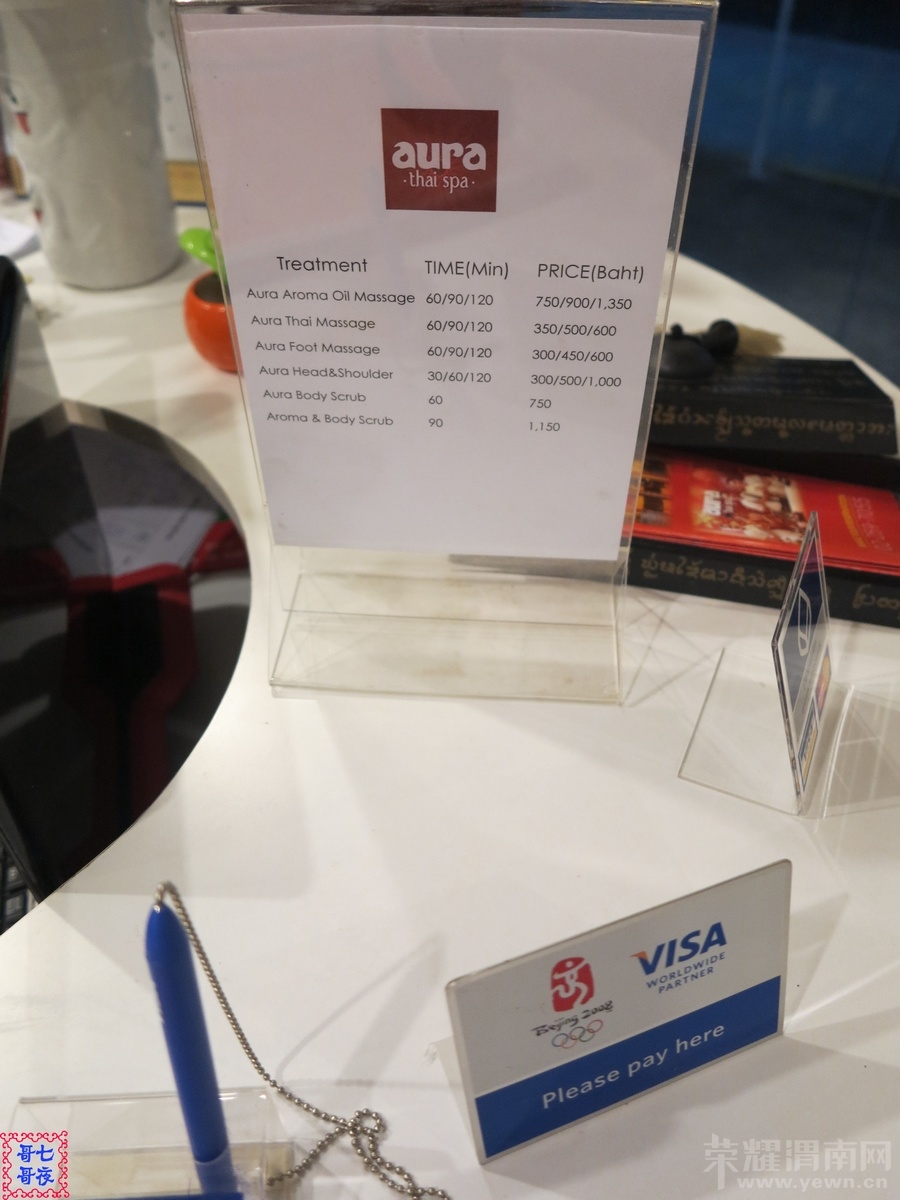 aura
·thai spa·
Treatment TIME(Min) PRICE(Baht)
Aura Aroma Oil Massage 60/90/120 750/900/1,350
Aura Thai Massage 60/90/120 350/500/600
Aura Foot Massage 60/90/120 300/450/600
Aura Head&Shoulder 30/60/120 300/500/1,000
Aura Body Scrub 60 750
Aroma & Body Scrub 90 1,150
aura
VISA
WORLDWIDE
PARTNER
Beijing 2008
Please pay here
七夜
哥哥
荣耀渭南网
www.yewn.cn